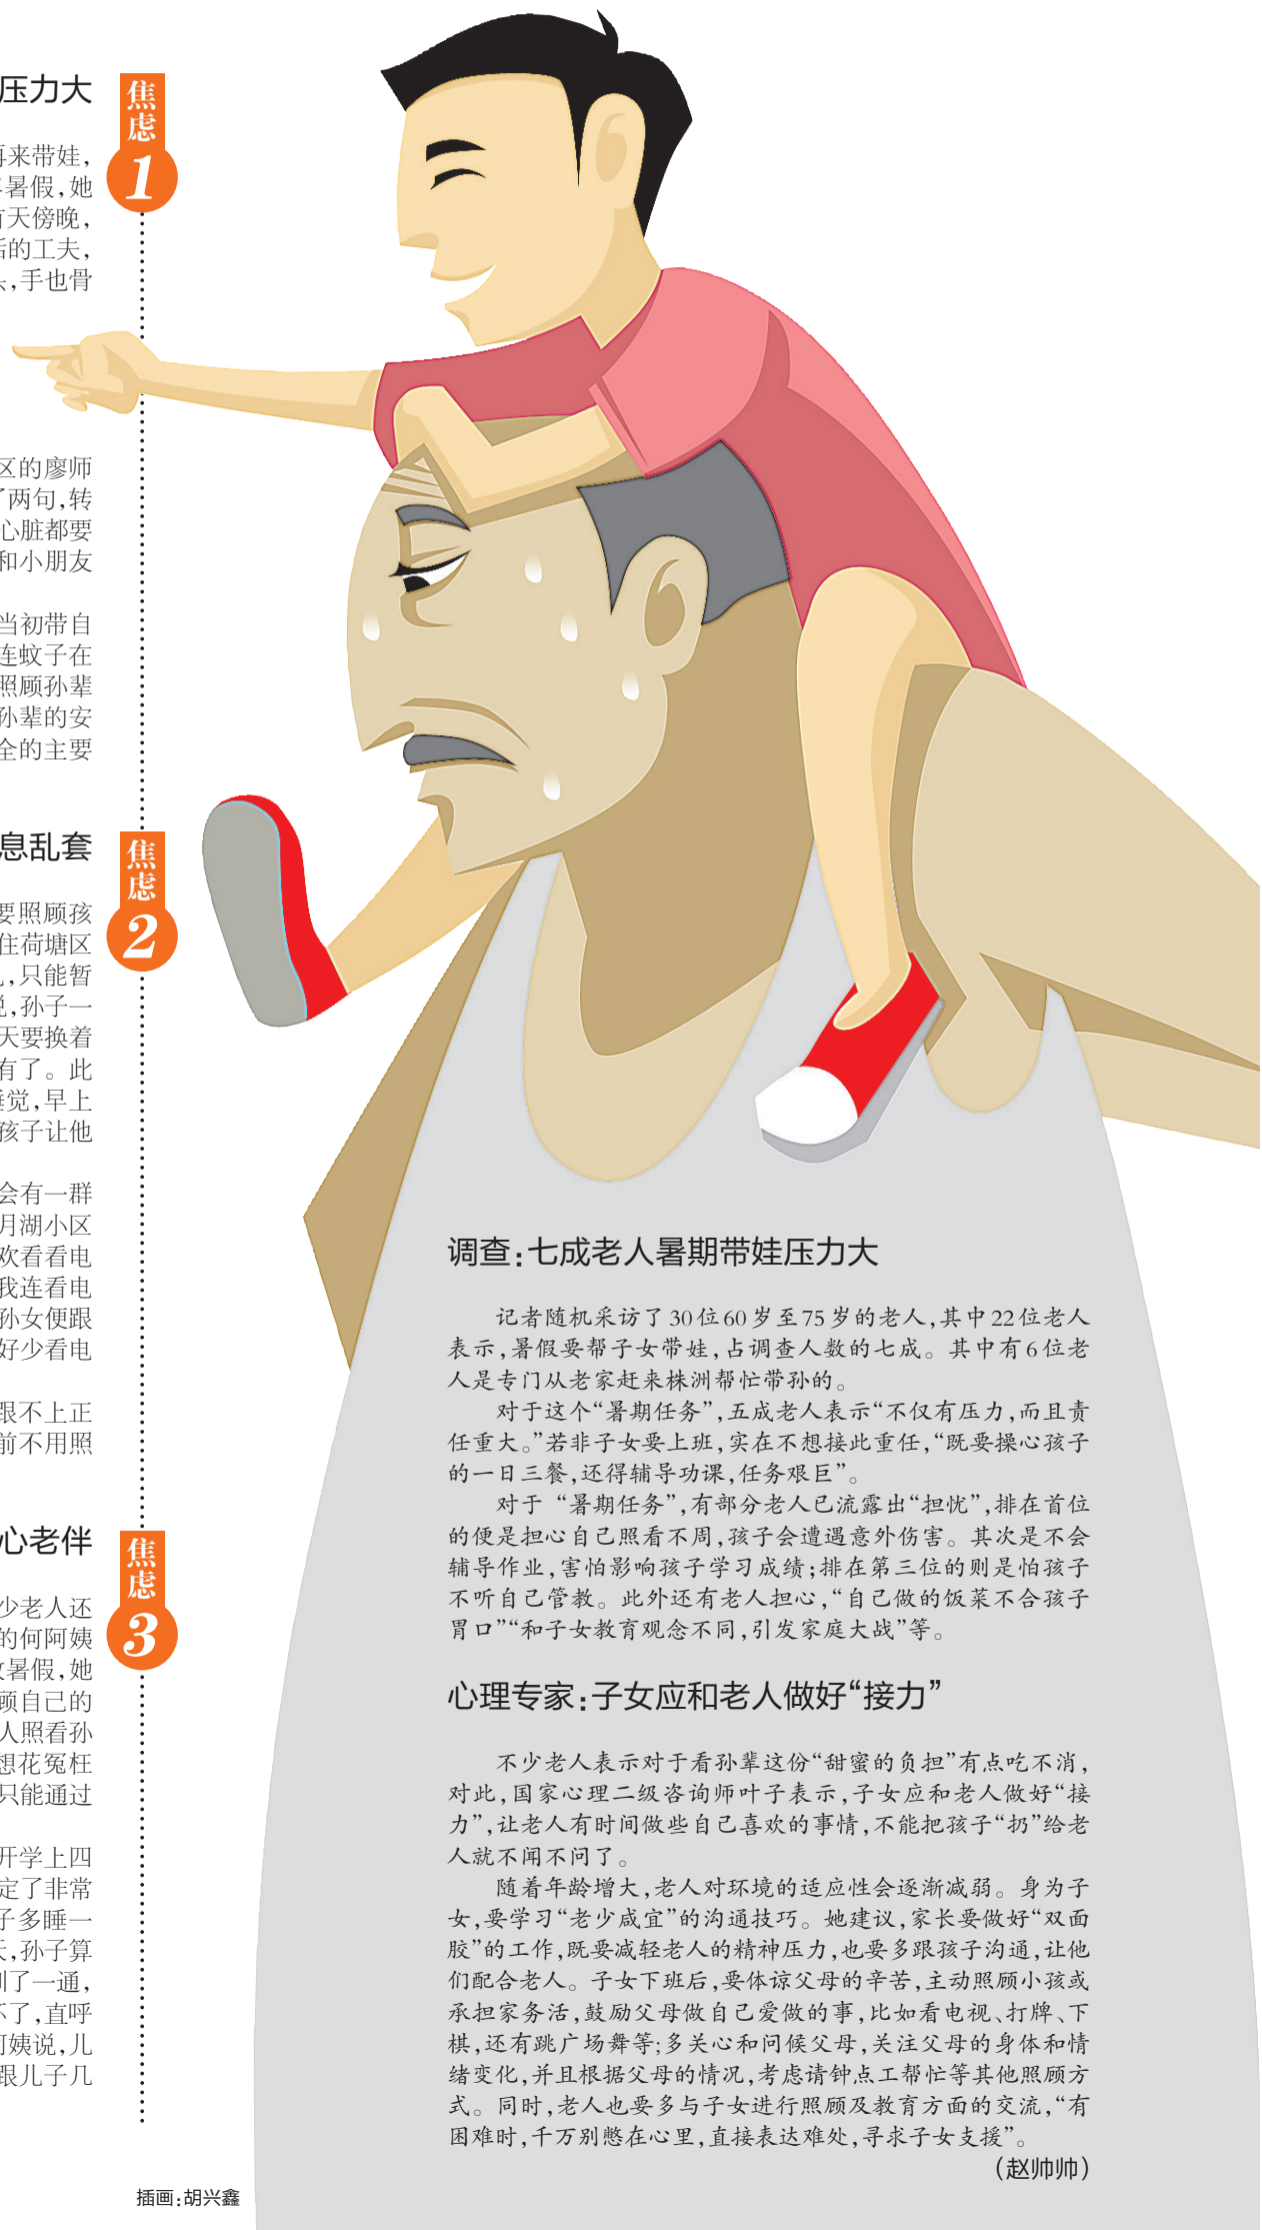 压力大
焦虑
1
再来带娃,
年暑假,她
有天傍晚,
话的工夫,
头,手也骨
区的廖师
了两句,转
心脏都要
和小朋友
当初带自
连蚊子在
照顾孙辈
孙辈的安
全的主要
息乱套
焦虑
2
要照顾孩
住荷塘区
,只能暂
说,孙子一
天要换着
有了。此
睡觉,早上
孩子让他
会有一群
月湖小区
欢看看电
我连看电
孙女便跟
好少看电
跟不上正
前不用照
心老伴
焦虑
3
少老人还
的何阿姨
放暑假,她
顾自己的
人照看孙
想花冤枉
只能通过
开学上四
定了非常
子多睡一
天,孙子算
训了一通,
坏了,直呼
阿姨说,儿
跟儿子几
插画:胡兴鑫
调查:七成老人暑期带娃压力大
记者随机采访了30位60岁至75岁的老人,其中22位老人
表示,暑假要帮子女带娃,占调查人数的七成。其中有6位老
人是专门从老家赶来株洲帮忙带孙的。
对于这个“暑期任务”,五成老人表示“不仅有压力,而且责
任重大。”若非子女要上班,实在不想接此重任,“既要操心孩子
的一日三餐,还得辅导功课,任务艰巨”。
对于“暑期任务”,有部分老人已流露出“担忧”,排在首位
的便是担心自己照看不周,孩子会遭遇意外伤害。其次是不会
辅导作业,害怕影响孩子学习成绩;排在第三位的则是怕孩子
不听自己管教。此外还有老人担心,“自己做的饭菜不合孩子
胃口”“和子女教育观念不同,引发家庭大战”等。
心理专家:子女应和老人做好“接力”
不少老人表示对于看孙辈这份“甜蜜的负担”有点吃不消,
对此,国家心理二级咨询师叶子表示,子女应和老人做好“接
力”,让老人有时间做些自己喜欢的事情,不能把孩子“扔”给老
人就不闻不问了。
随着年龄增大,老人对环境的适应性会逐渐减弱。身为子
女,要学习“老少咸宜”的沟通技巧。她建议,家长要做好“双面
胶”的工作,既要减轻老人的精神压力,也要多跟孩子沟通,让他
们配合老人。子女下班后,要体谅父母的辛苦,主动照顾小孩或
承担家务活,鼓励父母做自己爱做的事,比如看电视、打牌、下
棋,还有跳广场舞等;多关心和问候父母,关注父母的身体和情
绪变化,并且根据父母的情况,考虑请钟点工帮忙等其他照顾方
式。同时,老人也要多与子女进行照顾及教育方面的交流,“有
困难时,千万别憋在心里,直接表达难处,寻求子女支援”。
(赵帅帅)